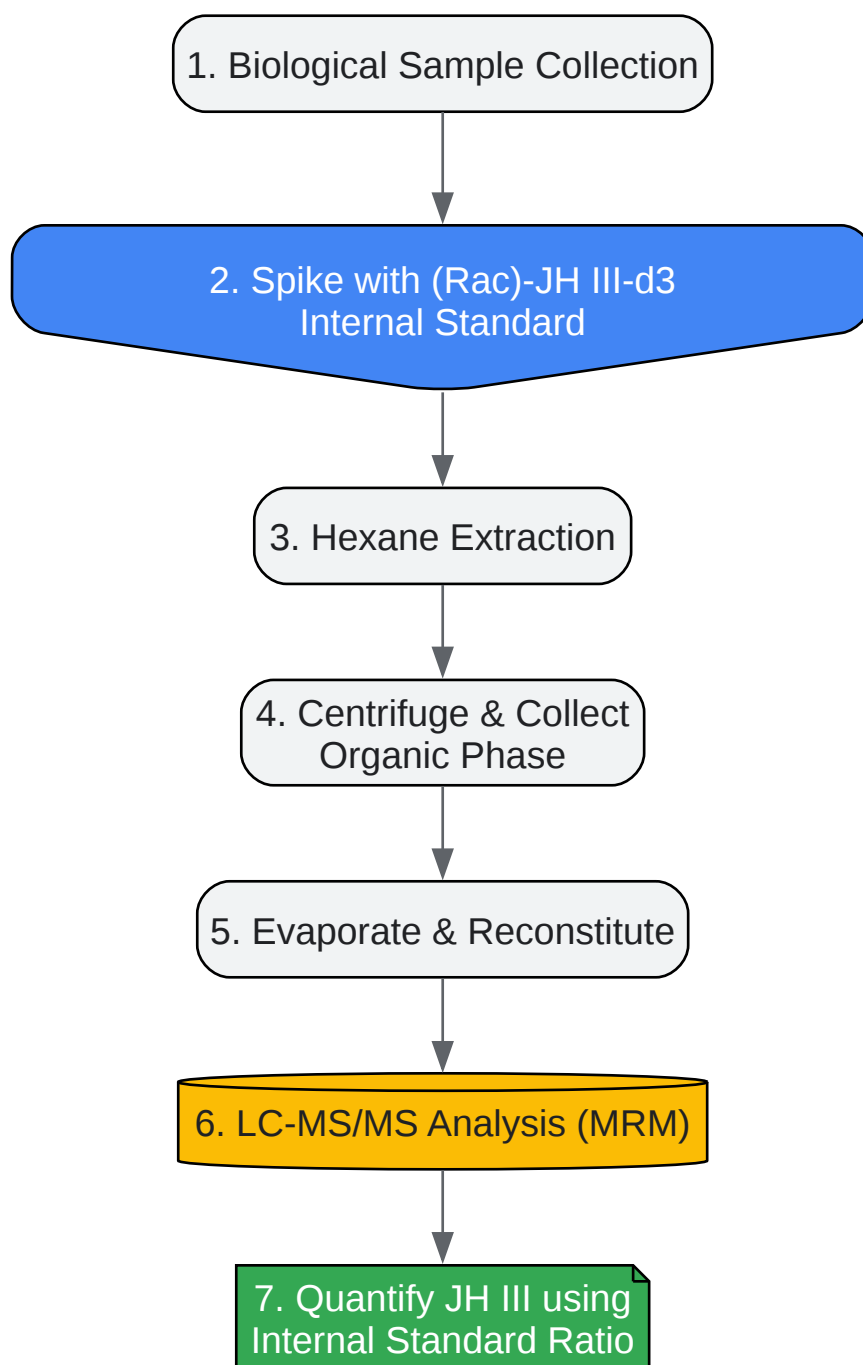 1. Biological Sample Collection
2. Spike with (Rac)-JH III-d3
Internal Standard
3. Hexane Extraction
4. Centrifuge & Collect
Organic Phase
5. Evaporate & Reconstitute
6. LC-MS/MS Analysis (MRM)
7. Quantify JH III using
Internal Standard Ratio